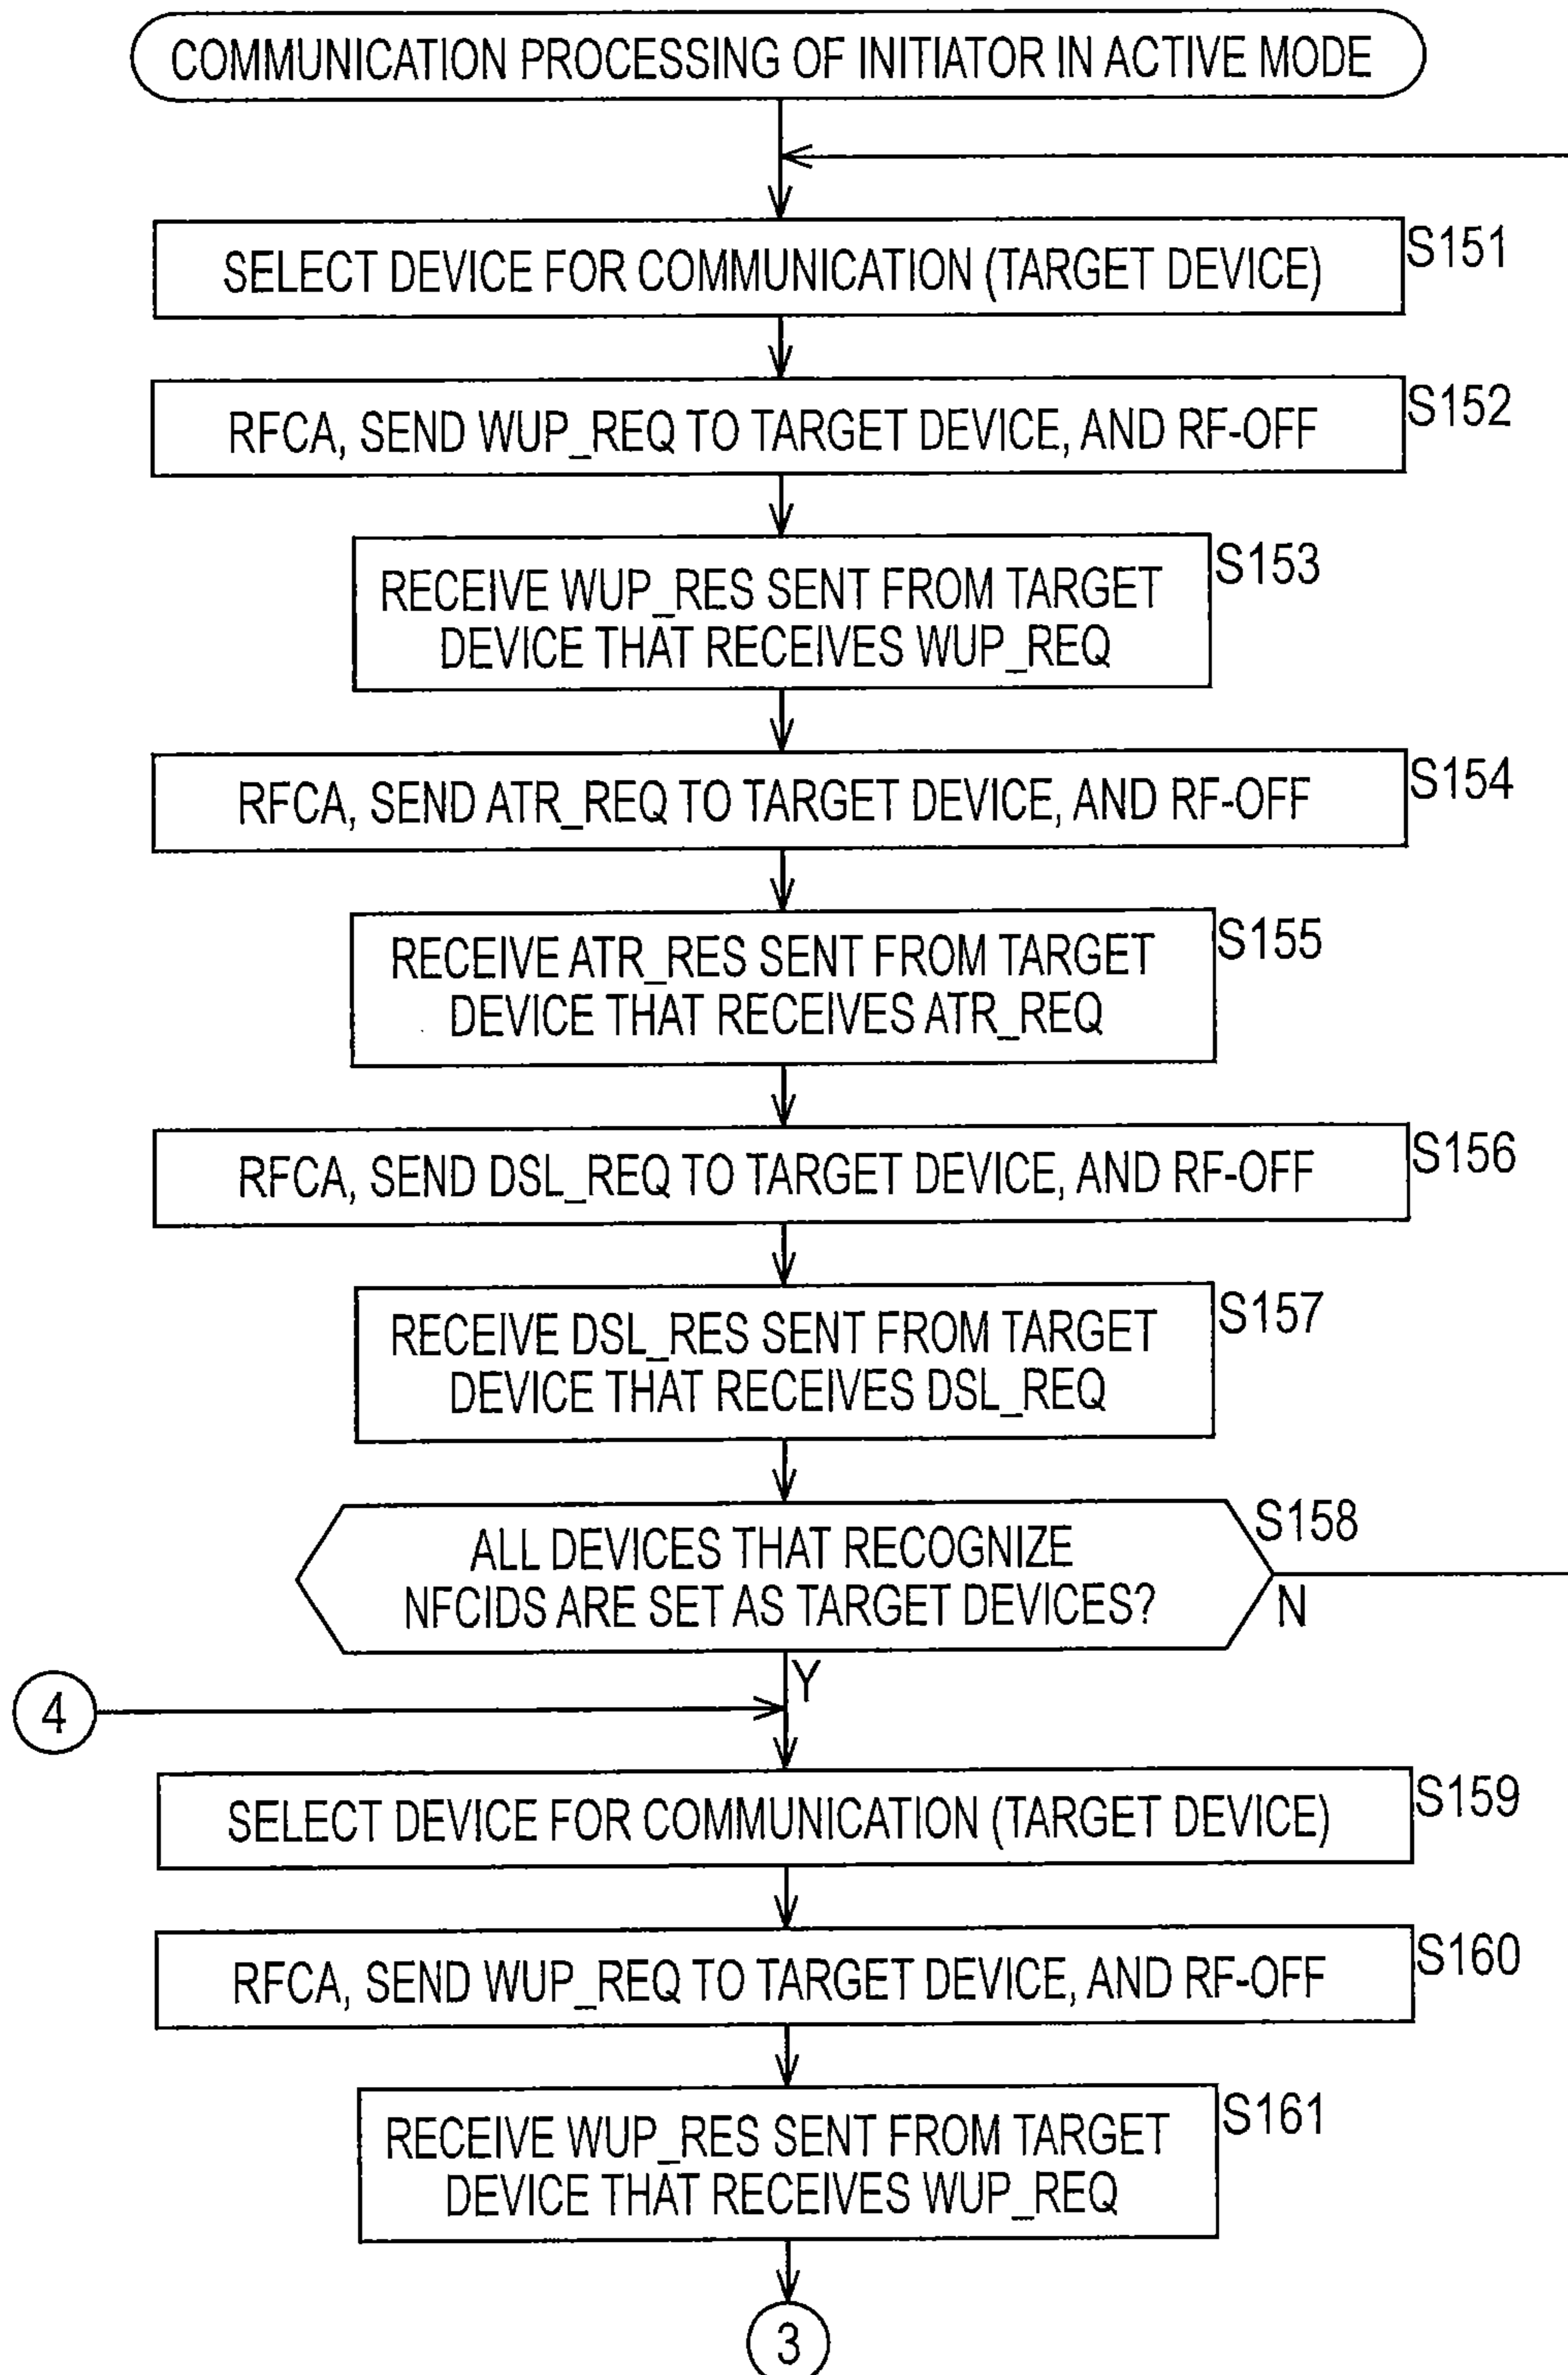 COMMUNICATION PROCESSING OF INITIATOR IN ACTIVE MODE
SELECT DEVICE FOR COMMUNICATION (TARGET DEVICE)
S151
RFCA, SEND WUP_REQ TO TARGET DEVICE, AND RF-OFF
S152
RECEIVE WUP_RES SENT FROM TARGET
DEVICE THAT RECEIVES WUP_REQ
S153
RFCA, SEND ATR_REQ TO TARGET DEVICE, AND RF-OFF
S154
RECEIVE ATR_RES SENT FROM TARGET
DEVICE THAT RECEIVES ATR_REQ
S155
RFCA, SEND DSL_REQ TO TARGET DEVICE, AND RF-OFF
S156
RECEIVE DSL_RES SENT FROM TARGET
DEVICE THAT RECEIVES DSL_REQ
S157
ALL DEVICES THAT RECOGNIZE
NFCIDS ARE SET AS TARGET DEVICES?
S158
N
Y
4
SELECT DEVICE FOR COMMUNICATION (TARGET DEVICE)
S159
RFCA, SEND WUP_REQ TO TARGET DEVICE, AND RF-OFF
S160
RECEIVE WUP_RES SENT FROM TARGET
DEVICE THAT RECEIVES WUP_REQ
S161
3